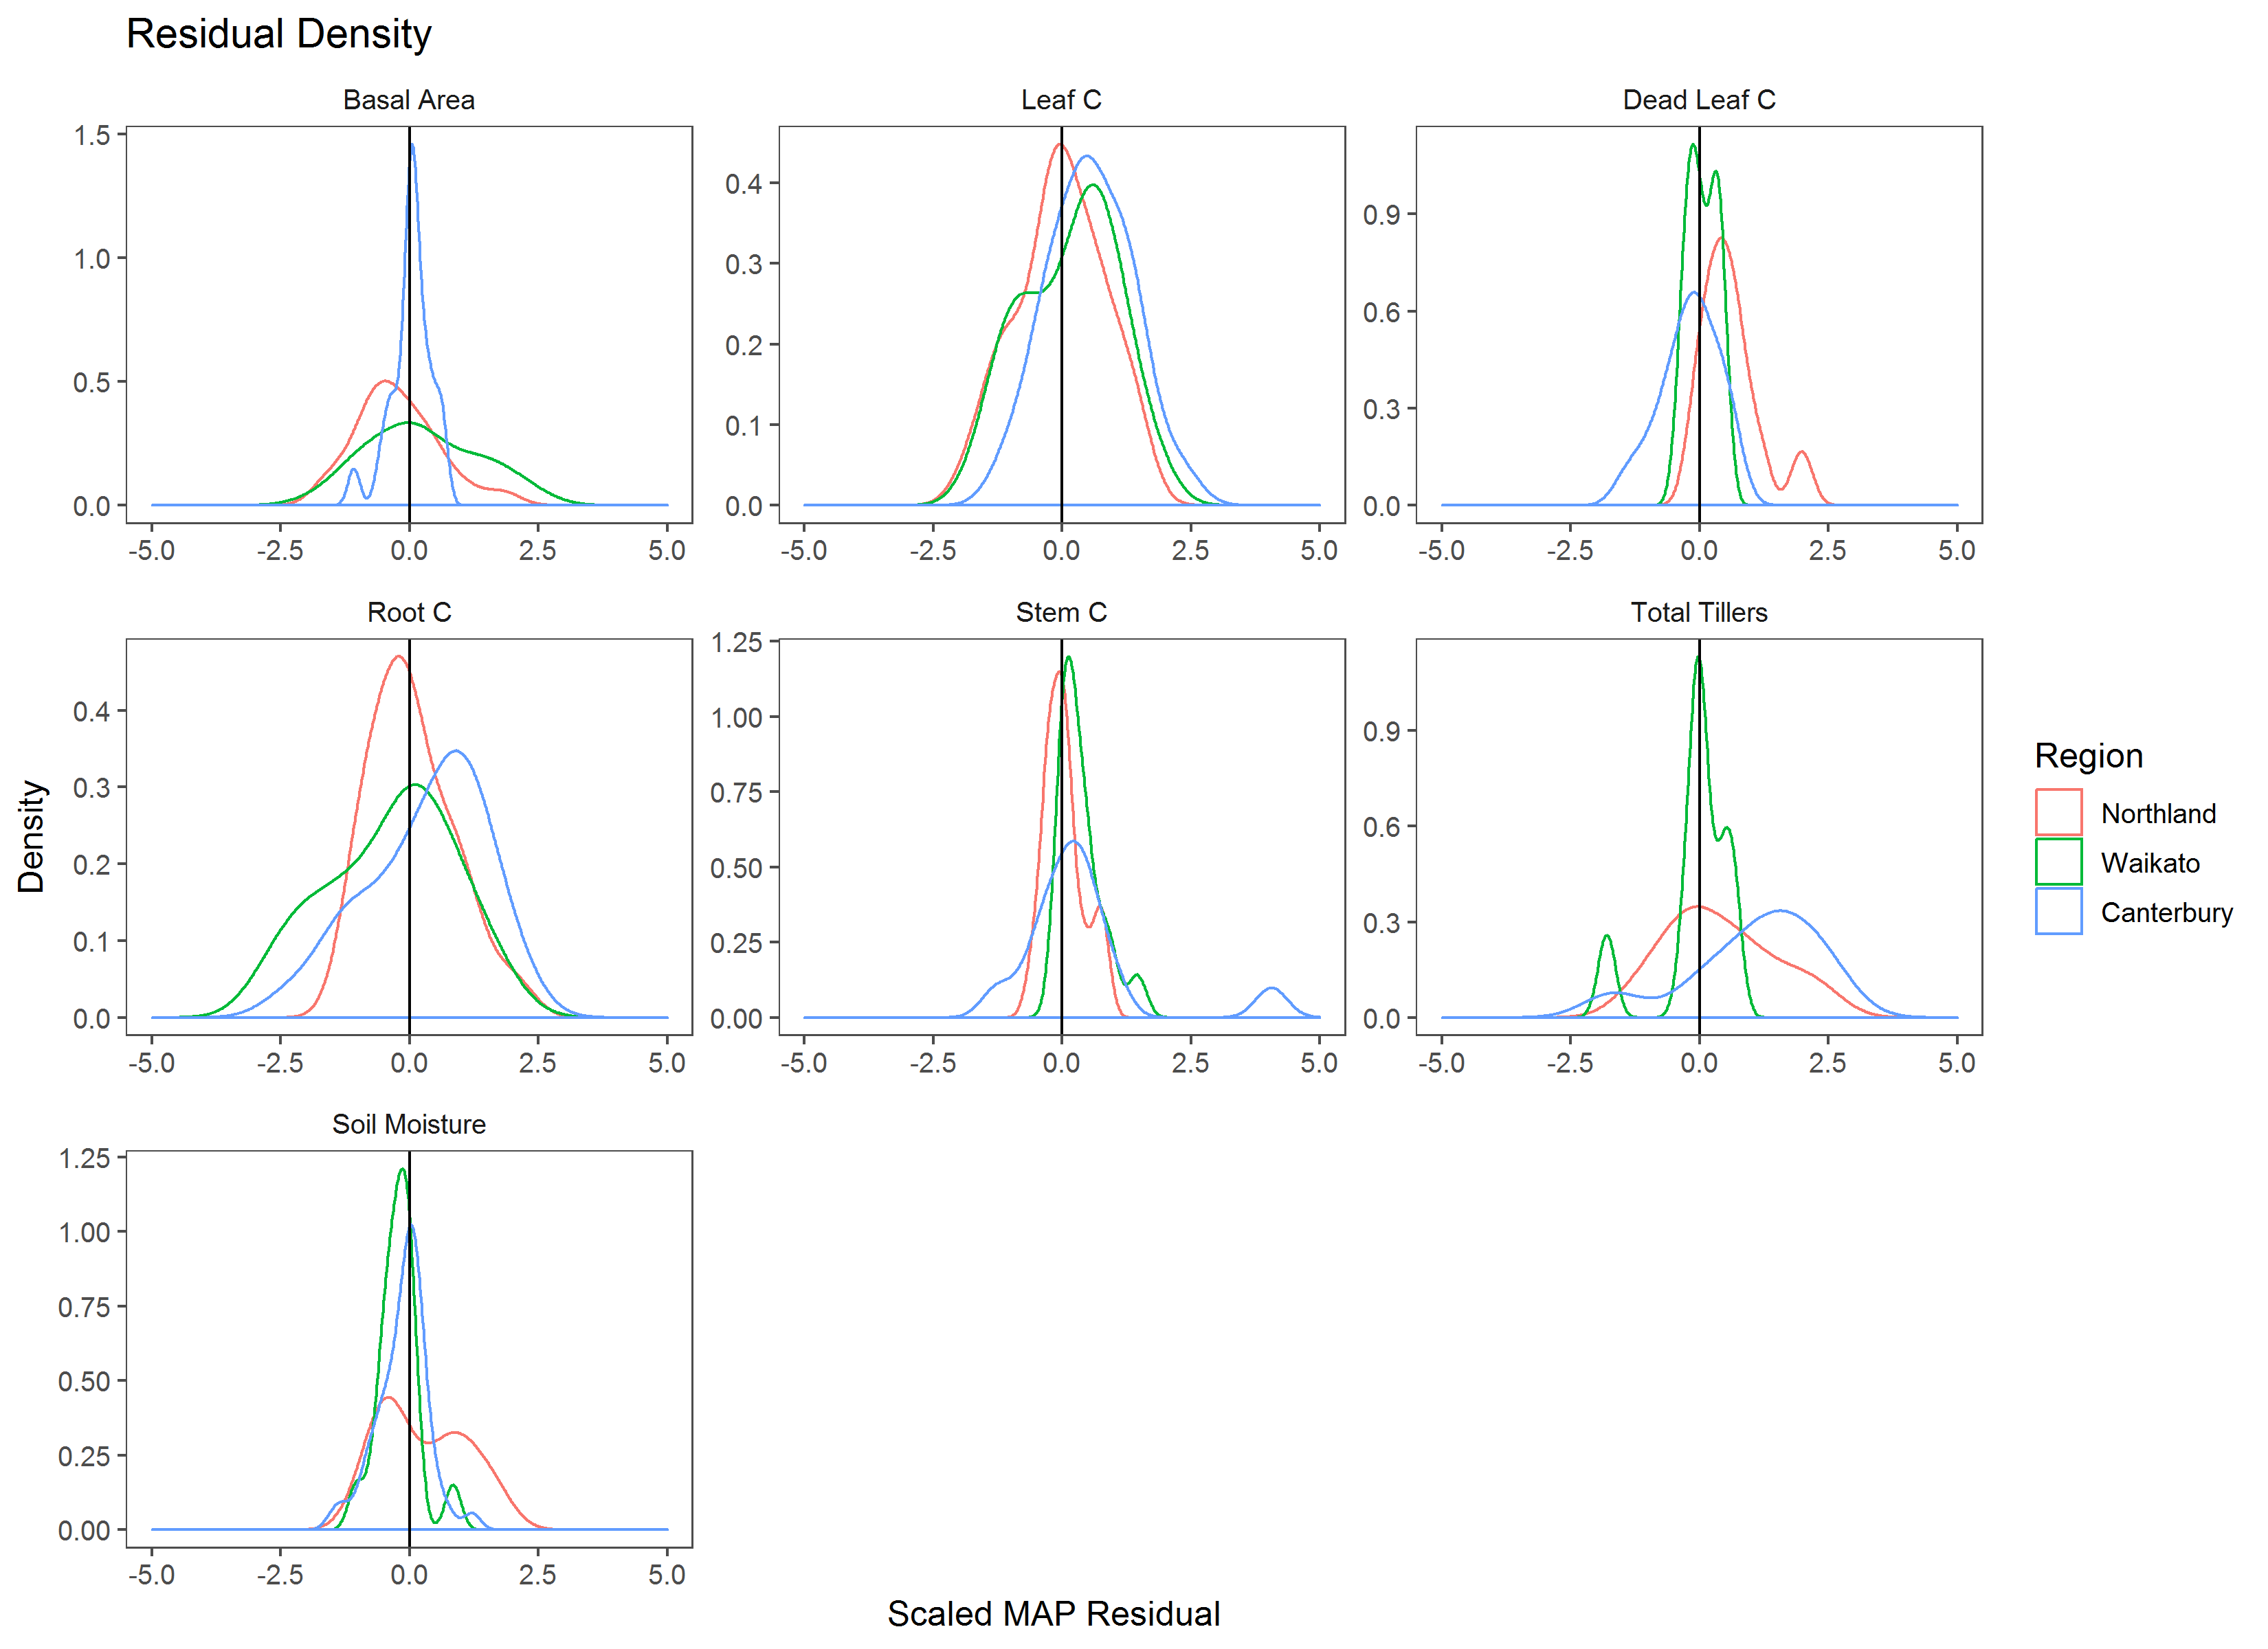 Residual Density
Basal Area
Leaf C
Dead Leaf C
1.5
1.0
0.5
0.0
0.4
0.3
0.2
0.1
0.0
0.9
0.6
0.3
0.0
-5.0 -2.5 0.0 2.5 5.0
-5.0 -2.5 0.0 2.5 5.0
-5.0 -2.5 0.0 2.5 5.0
Root C
Stem C
Total Tillers
Density
0.4
0.3
0.2
0.1
0.0
1.25
1.00
0.75
0.50
0.25
0.00
0.9
0.6
0.3
0.0
-5.0 -2.5 0.0 2.5 5.0
-5.0 -2.5 0.0 2.5 5.0
-5.0 -2.5 0.0 2.5 5.0
Region
Northland
Waikato
Canterbury
Soil Moisture
1.25
1.00
0.75
0.50
0.25
0.00
-5.0 -2.5 0.0 2.5 5.0
Scaled MAP Residual